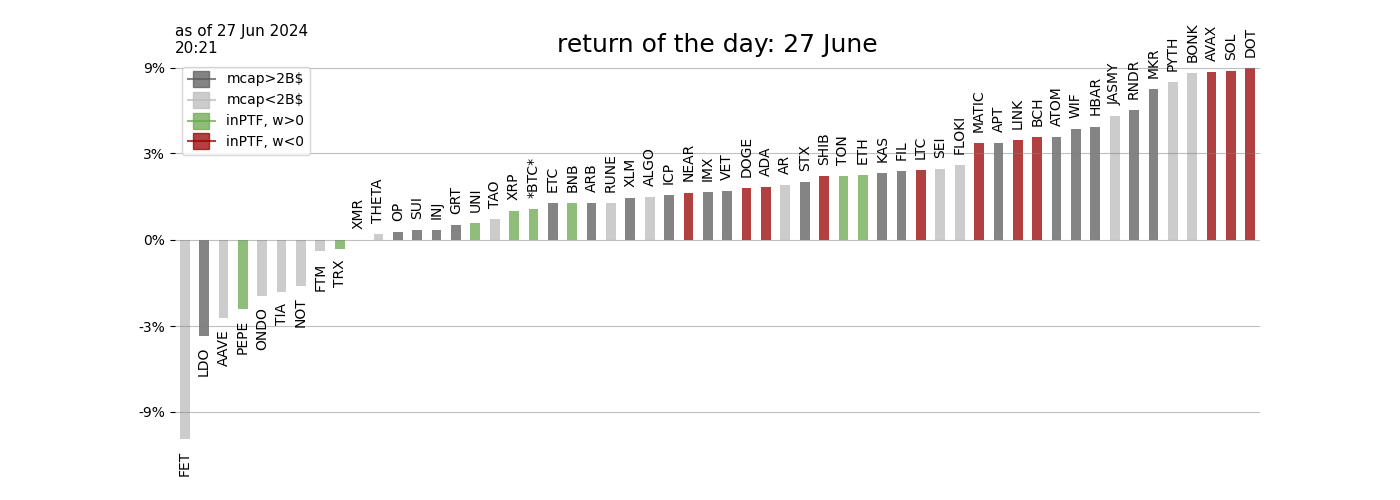 as of 27 Jun 2024
20:21
return of the day: 27 June
mcap>2B$
mcap<2B$
inPTF, w>0
inPTF, w<0
9%
3%
0%
-3%
-9%
FET
LDO
AAVE
PEPE
ONDO
TIA
NOT
FTM
TRX
XMR
THETA
OP
SUI
INJ
GRT
UNI
TAO
XRP
*BTC*
ETC
BNB
ARB
RUNE
XLM
ALGO
ICP
NEAR
IMX
VET
DOGE
ADA
AR
STX
SHIB
TON
ETH
KAS
FIL
LTC
SEI
FLOKI
MATIC
APT
LINK
BCH
ATOM
WIF
HBAR
JASMY
RNDR
MKR
PYTH
BONK
AVAX
SOL
DOT